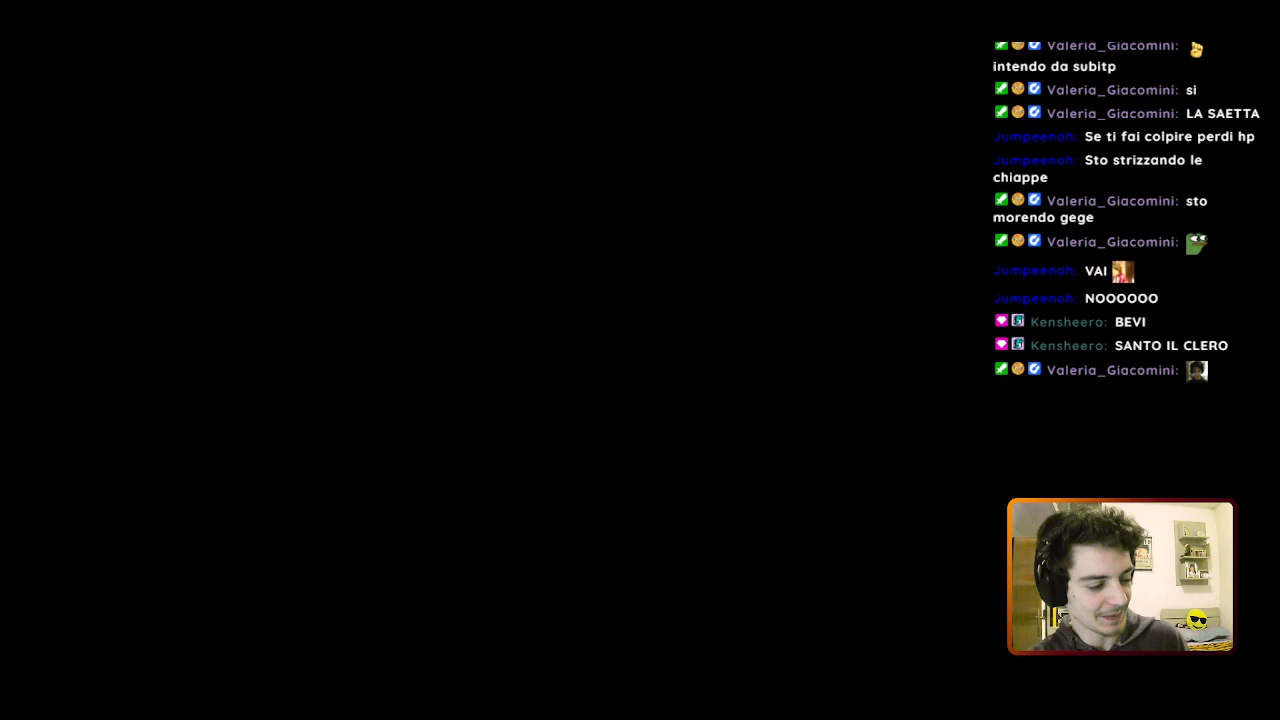 Valeria_Giacomini:
intendo da subitp
Valeria_Giacomini: si
Valeria_Giacomini: LA SAETTA
Jumpeenoh: Se ti fai colpire perdi hp
Jumpeenoh: Sto strizzando le
chiappe
Valeria_Giacomini: sto
morendo gege
Valeria_Giacomini:
Jumpeenoh: VAI
Jumpeenoh: NOOOOOO
Kensheero: BEVI
Kensheero: SANTO IL CLERO
Valeria_Giacomini: